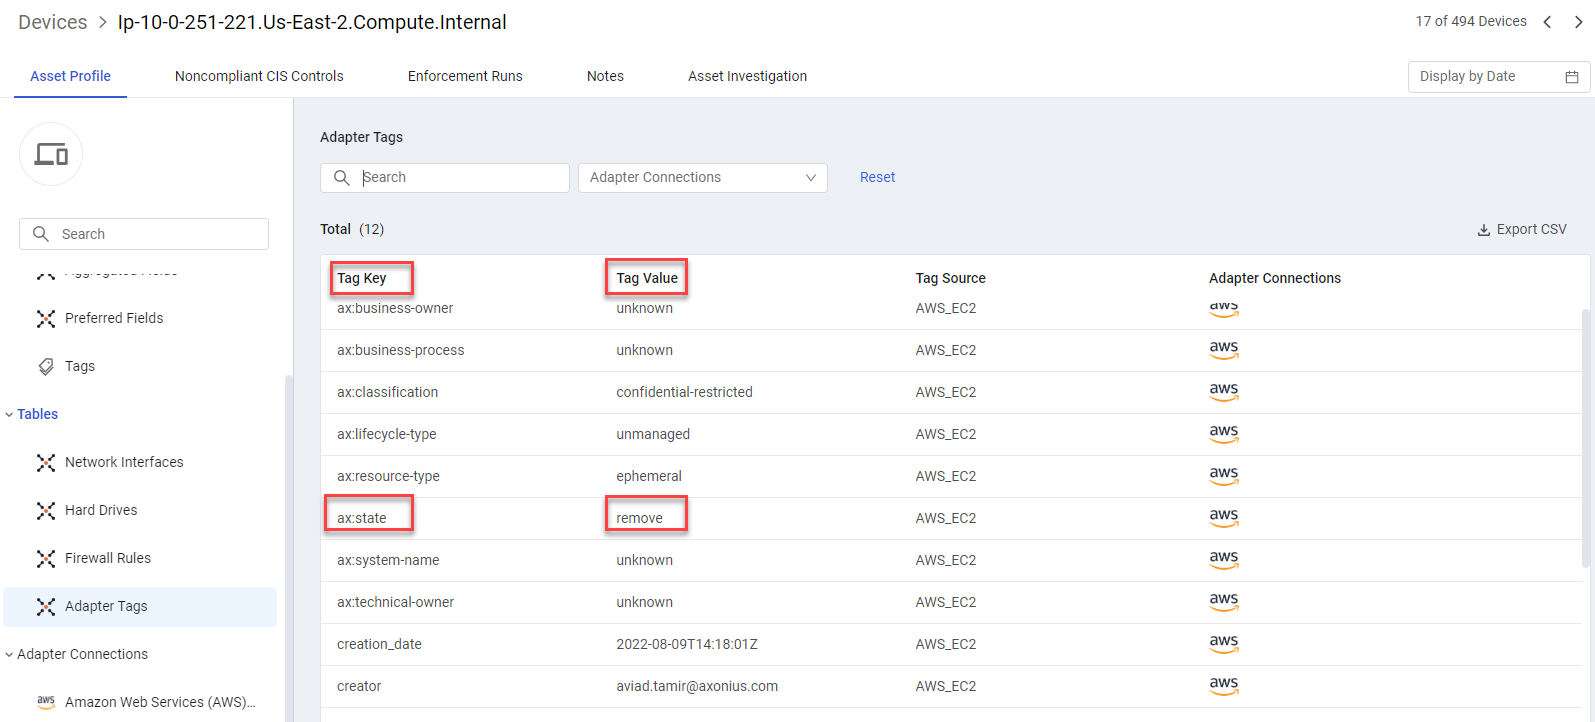 Devices > Ip-10-0-251-221.Us-East-2.Compute.Internal
17 of 494 Devices
Asset Profile
Noncompliant CIS Controls
Enforcement Runs
Notes
Asset Investigation
Display by Date
Search
Aggregated Fields
Preferred Fields
Tags
Tables
Network Interfaces
Hard Drives
Firewall Rules
Adapter Tags
Adapter Connections
aws Amazon Web Services (AWS)...
Adapter Tags
Search
Adapter Connections
Reset
Total (12)
Export CSV
Tag Key Tag Value Tag Source Adapter Connections
ax:business-owner unknown AWS_EC2 aws
ax:business-process unknown AWS_EC2 aws
ax:classification confidential-restricted AWS_EC2 aws
ax:lifecycle-type unmanaged AWS_EC2 aws
ax:resource-type ephemeral AWS_EC2 aws
ax:state remove AWS_EC2 aws
ax:system-name unknown AWS_EC2 aws
ax:technical-owner unknown AWS_EC2 aws
creation_date 2022-08-09T14:18:01Z AWS_EC2 aws
creator aviad.tamir@axonius.com AWS_EC2 aws